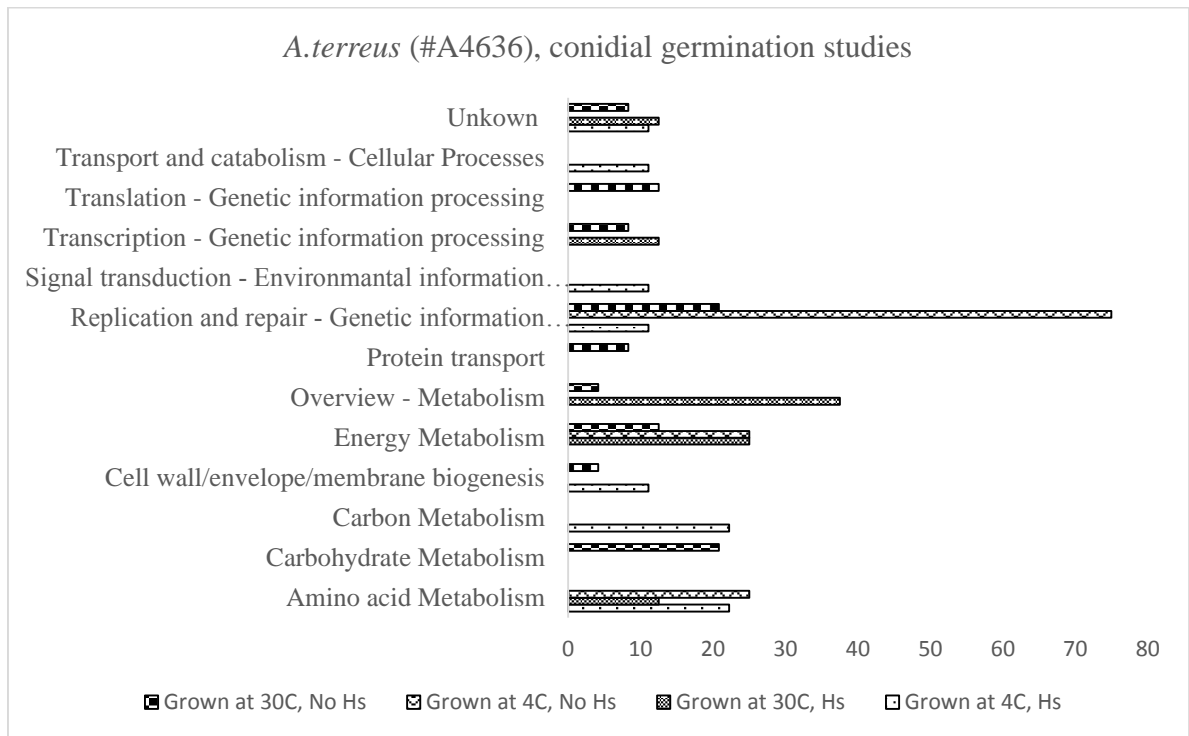 A.terreus (#A4636), conidial germination studies
Unkown
Transport and catabolism - Cellular Processes
Translation - Genetic information processing
Transcription - Genetic information processing
Signal transduction - Environmantal information…
Replication and repair - Genetic information…
Protein transport
Overview - Metabolism
Energy Metabolism
Cell wall/envelope/membrane biogenesis
Carbon Metabolism
Carbohydrate Metabolism
Amino acid Metabolism
0 10 20 30 40 50 60 70 80
Grown at 30C, No Hs Grown at 4C, No Hs Grown at 30C, Hs Grown at 4C, Hs